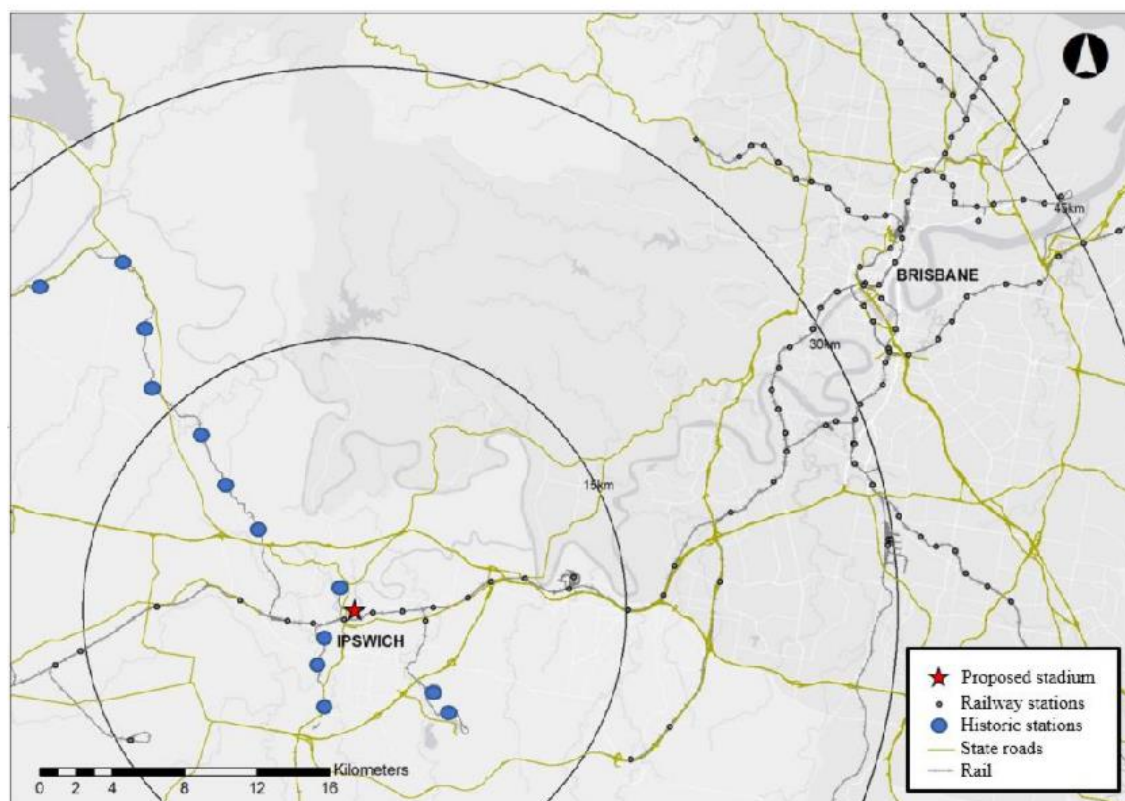 45km
BRISBANE
30km
15km
IPSWICH
Proposed stadium
Railway stations
Historic stations
State roads
Rail
Kilometers
0 2 4 8 12 16